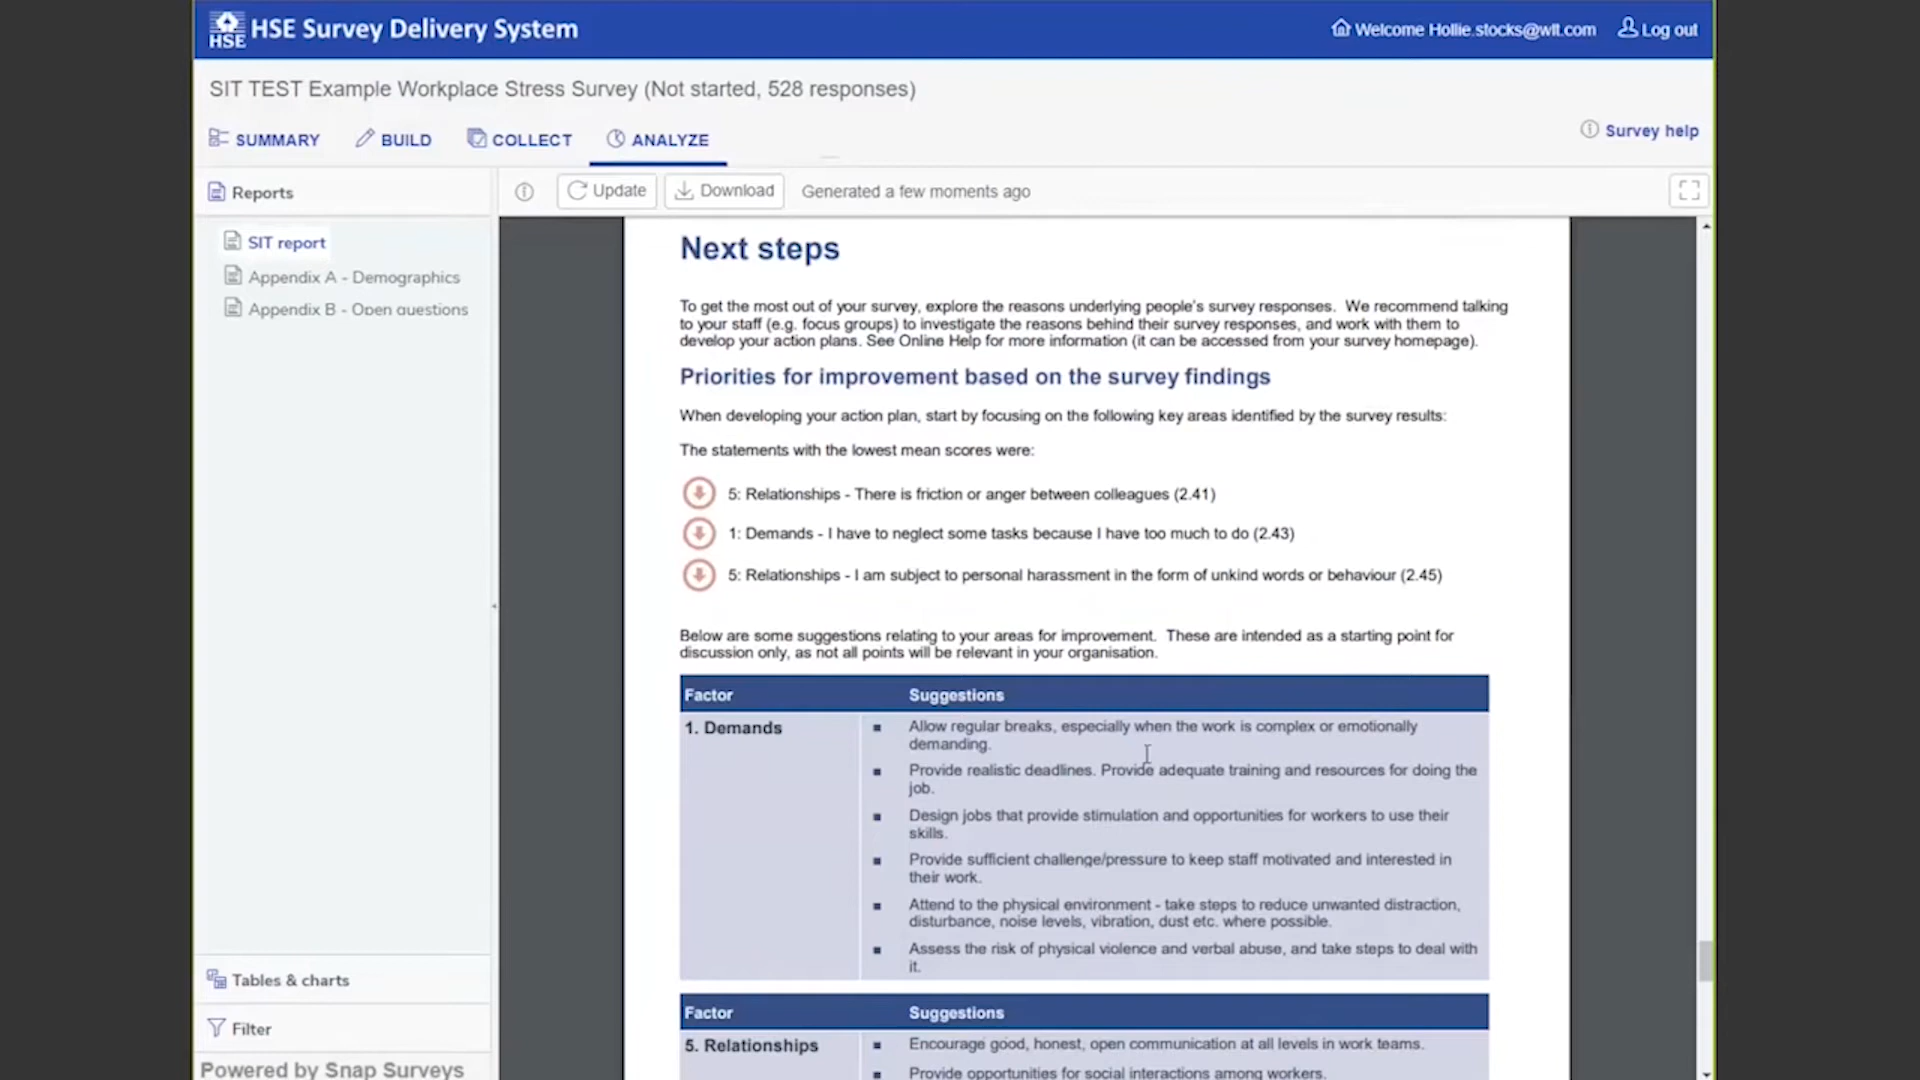 HSE HSE Survey Delivery System
Welcome Hollie.stocks@wlt.com
Log out
SIT TEST Example Workplace Stress Survey (Not started, 528 responses)
SUMMARY
BUILD
COLLECT
ANALYZE
Survey help
Reports
Update
Download
Generated a few moments ago
SIT report
Appendix A - Demographics
Appendix B - Open questions
Next steps
To get the most out of your survey, explore the reasons underlying people's survey responses. We recommend talking
to your staff (e.g. focus groups) to investigate the reasons behind their survey responses, and work with them to
develop your action plans. See Online Help for more information (it can be accessed from your survey homepage).
Priorities for improvement based on the survey findings
When developing your action plan, start by focusing on the following key areas identified by the survey results:
The statements with the lowest mean scores were:
5: Relationships - There is friction or anger between colleagues (2.41)
1: Demands - I have to neglect some tasks because I have too much to do (2.43)
5: Relationships - I am subject to personal harassment in the form of unkind words or behaviour (2.45)
Below are some suggestions relating to your areas for improvement. These are intended as a starting point for
discussion only, as not all points will be relevant in your organisation.
Factor Suggestions
1. Demands
Allow regular breaks, especially when the work is complex or emotionally
demanding.
Provide realistic deadlines. Provide adequate training and resources for doing the
job.
Design jobs that provide stimulation and opportunities for workers to use their
skills.
Provide sufficient challenge/pressure to keep staff motivated and interested in
their work.
Attend to the physical environment - take steps to reduce unwanted distraction,
disturbance, noise levels, vibration, dust etc. where possible.
Assess the risk of physical violence and verbal abuse, and take steps to deal with
it.
Factor Suggestions
5. Relationships
Encourage good, honest, open communication at all levels in work teams.
Provide opportunities for social interactions among workers.
Tables & charts
Filter
Powered by Snap Surveys